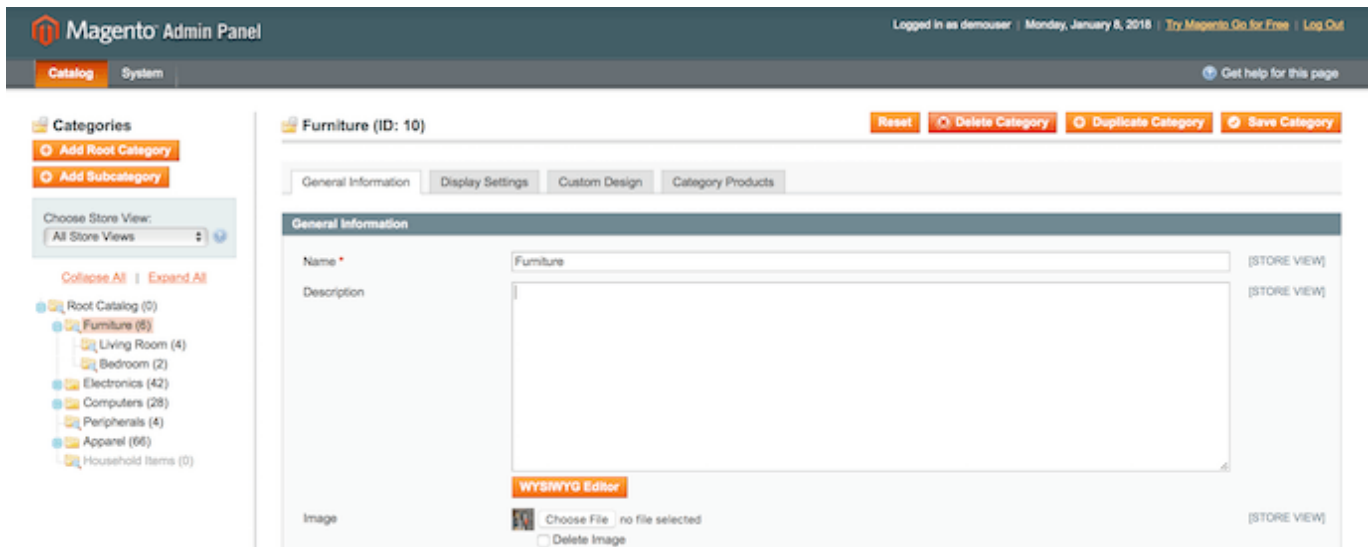 Magento Admin Panel
Logged in as demouser | Monday, January 8, 2018 | Try Magento Go for Free | Log Out
Catalog System
Get help for this page
Categories
Add Root Category
Add Subcategory
Choose Store View:
All Store Views
Collapse All | Expand All
Root Catalog (0)
Furniture (6)
Living Room (4)
Bedroom (2)
Electronics (42)
Computers (28)
Peripherals (4)
Apparel (66)
Household Items (0)
Furniture (ID: 10)
Reset Delete Category Duplicate Category Save Category
General Information Display Settings Custom Design Category Products
General Information
Name * Furniture [STORE VIEW]
Description [STORE VIEW]
WYSIWYG Editor
Image Choose File no file selected [STORE VIEW]
Delete Image